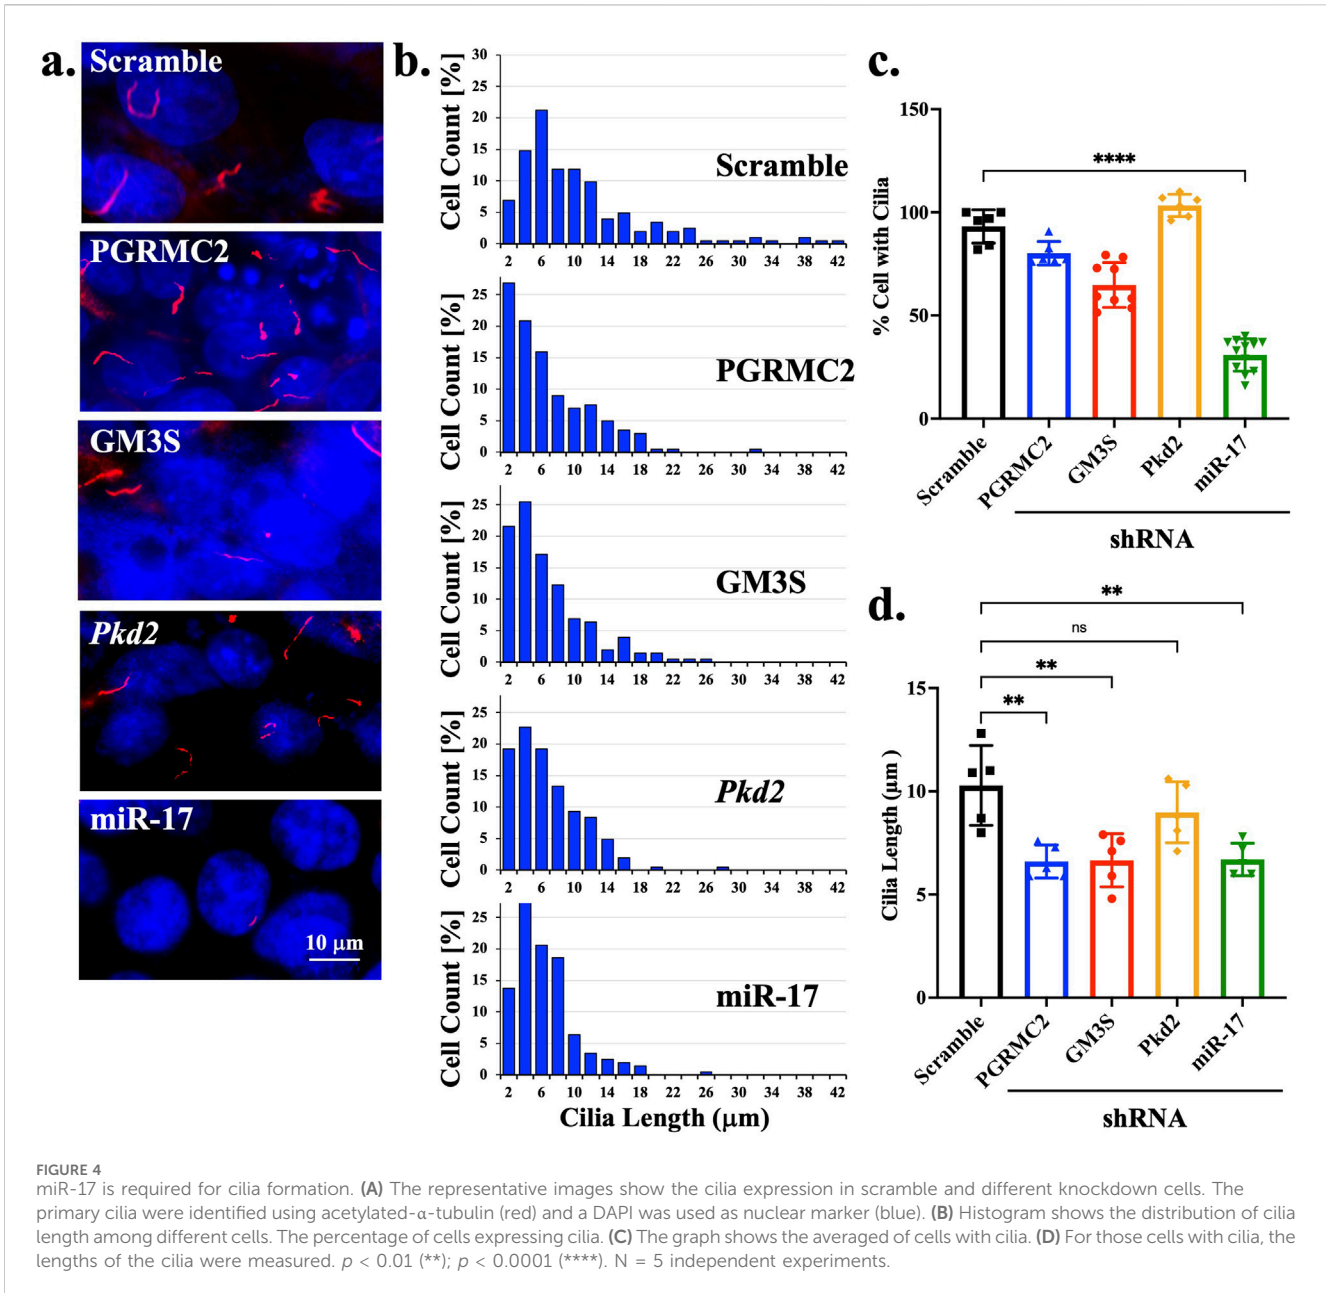 a.
Scramble
PGRMC2
GM3S
Pkd2
miR-17
10 μm
b.
Cell Count [%]
30
25
20
15
10
5
0
Scramble
2 6 10 14 18 22 26 30 34 38 42
Cell Count [%]
25
20
15
10
5
0
PGRMC2
2 6 10 14 18 22 26 30 34 38 42
Cell Count [%]
25
20
15
10
5
0
GM3S
2 6 10 14 18 22 26 30 34 38 42
Cell Count [%]
25
20
15
10
5
0
Pkd2
2 6 10 14 18 22 26 30 34 38 42
Cell Count [%]
25
20
15
10
5
0
miR-17
2 6 10 14 18 22 26 30 34 38 42
Cilia Length (μm)
c.
% Cell with Cilia
150
100
50
0
****
Scramble
PGRMC2
GM3S
Pkd2
miR-17
shRNA
d.
Cilia Length (μm)
15
10
5
0
**
ns
**
**
Scramble
PGRMC2
GM3S
Pkd2
miR-17
shRNA
FIGURE 4
miR-17 is required for cilia formation. (A) The representative images show the cilia expression in scramble and different knockdown cells. The
primary cilia were identified using acetylated-α-tubulin (red) and a DAPI was used as nuclear marker (blue). (B) Histogram shows the distribution of cilia
length among different cells. The percentage of cells expressing cilia. (C) The graph shows the averaged of cells with cilia. (D) For those cells with cilia, the
lengths of the cilia were measured. p < 0.01 (**); p < 0.0001 (****). N = 5 independent experiments.